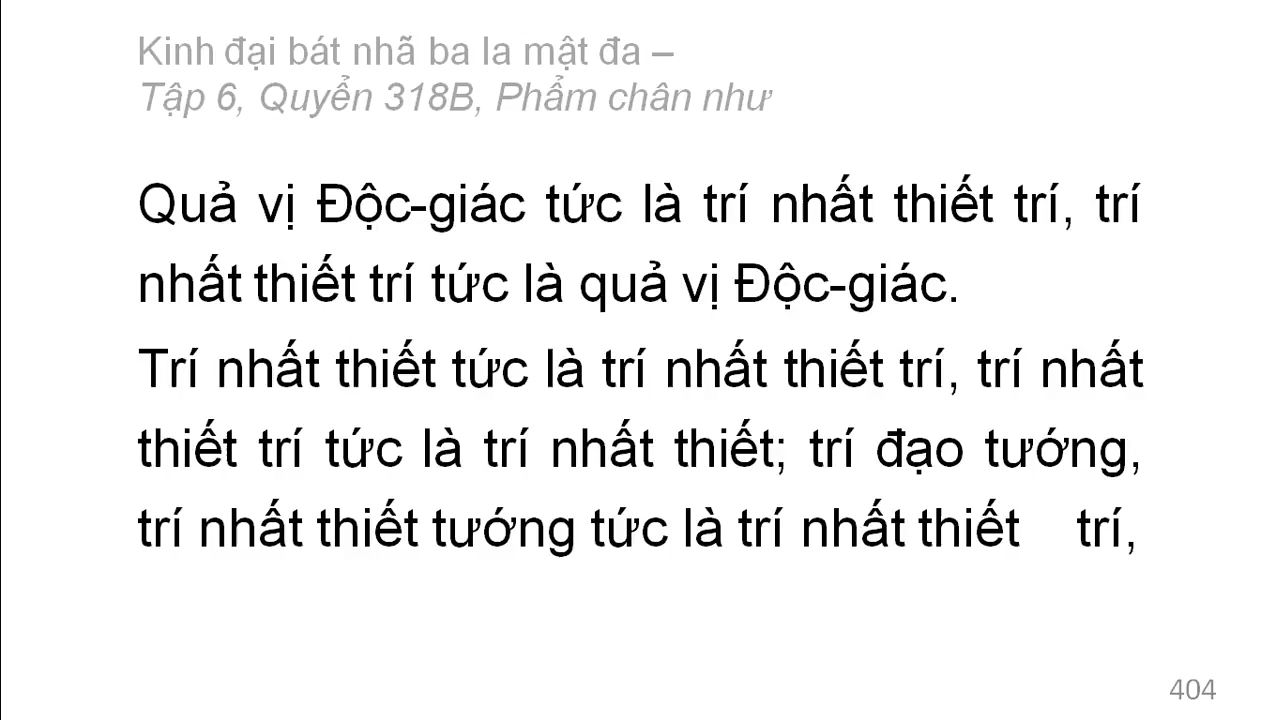 Kinh đại bát nhã ba la mật đa –
Tập 6, Quyển 318B, Phẩm chân như
Quả vị Độc-giác tức là trí nhất thiết trí, trí
nhất thiết trí tức là quả vị Độc-giác.
Trí nhất thiết tức là trí nhất thiết trí, trí nhất
thiết trí tức là trí nhất thiết; trí đạo tướng,
trí nhất thiết tướng tức là trí nhất thiết trí,
404